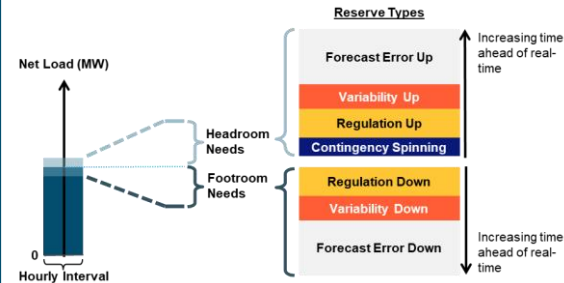 Reserve Types
Net Load (MW)
0
Hourly Interval
Headroom
Needs
Footroom
Needs
Forecast Error Up
Variability Up
Regulation Up
Contingency Spinning
Regulation Down
Variability Down
Forecast Error Down
Increasing time
ahead of real-
time
Increasing time
ahead of real-
time